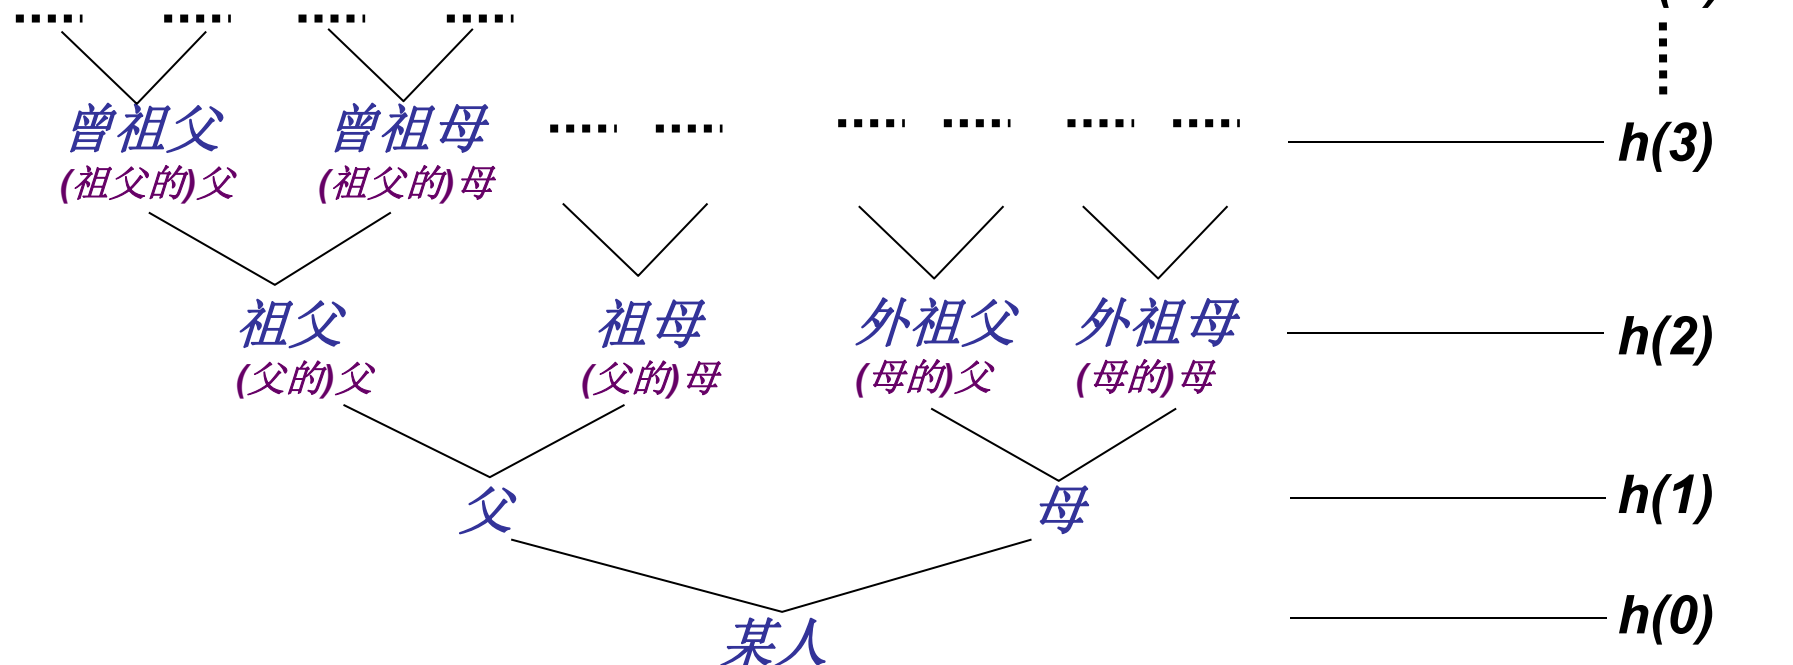 曾祖父 曾祖母 h(3)
(祖父的)父 (祖父的)母
祖父 祖母 外祖父 外祖母 h(2)
(父的)父 (父的)母 (母的)父 (母的)母
父 母 h(1)
某人 h(0)